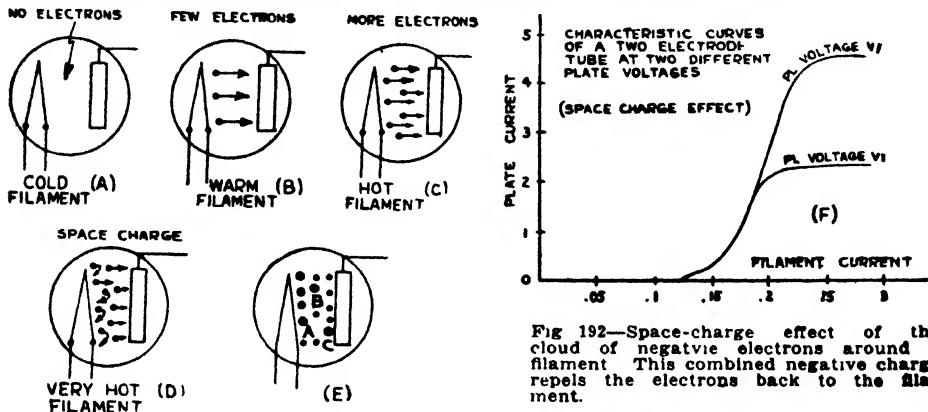 NO ELECTRONS
COLD (A)
FILAMENT
FEW ELECTRONS
WARM (B)
FILAMENT
MORE ELECTRONS
HOT (C)
FILAMENT
SPACE CHARGE
VERY HOT (D)
FILAMENT
B
A
C
(E)
CHARACTERISTIC CURVES
OF A TWO ELECTRODE
TUBE AT TWO DIFFERENT
PLATE VOLTAGES
(SPACE CHARGE EFFECT)
PLATE CURRENT
5
4
3
2
1
0
PL VOLTAGE V1
PL VOLTAGE V1
(F)
FILAMENT CURRENT
.05
.1
.15
.2
.25
3
Fig 192—Space-charge effect of th
cloud of negatvie electrons around
filament This combined negative charg
repels the electrons back to the fila
ment.